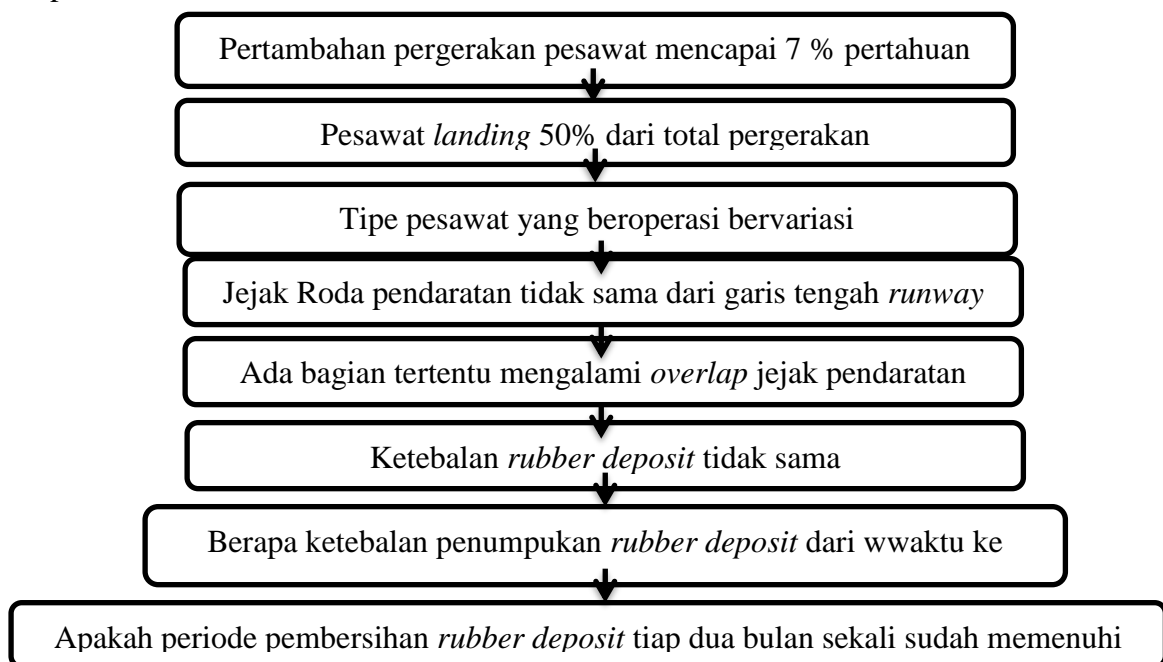 Pertambahan pergerakan pesawat mencapai 7 % pertahuan
Pesawat landing 50% dari total pergerakan
Tipe pesawat yang beroperasi bervariasi
Jejak Roda pendaratan tidak sama dari garis tengah runway
Ada bagian tertentu mengalami overlap jejak pendaratan
Ketebalan rubber deposit tidak sama
Berapa ketebalan penumpukan rubber deposit dari wwaktu ke
Apakah periode pembersihan rubber deposit tiap dua bulan sekali sudah memenuhi